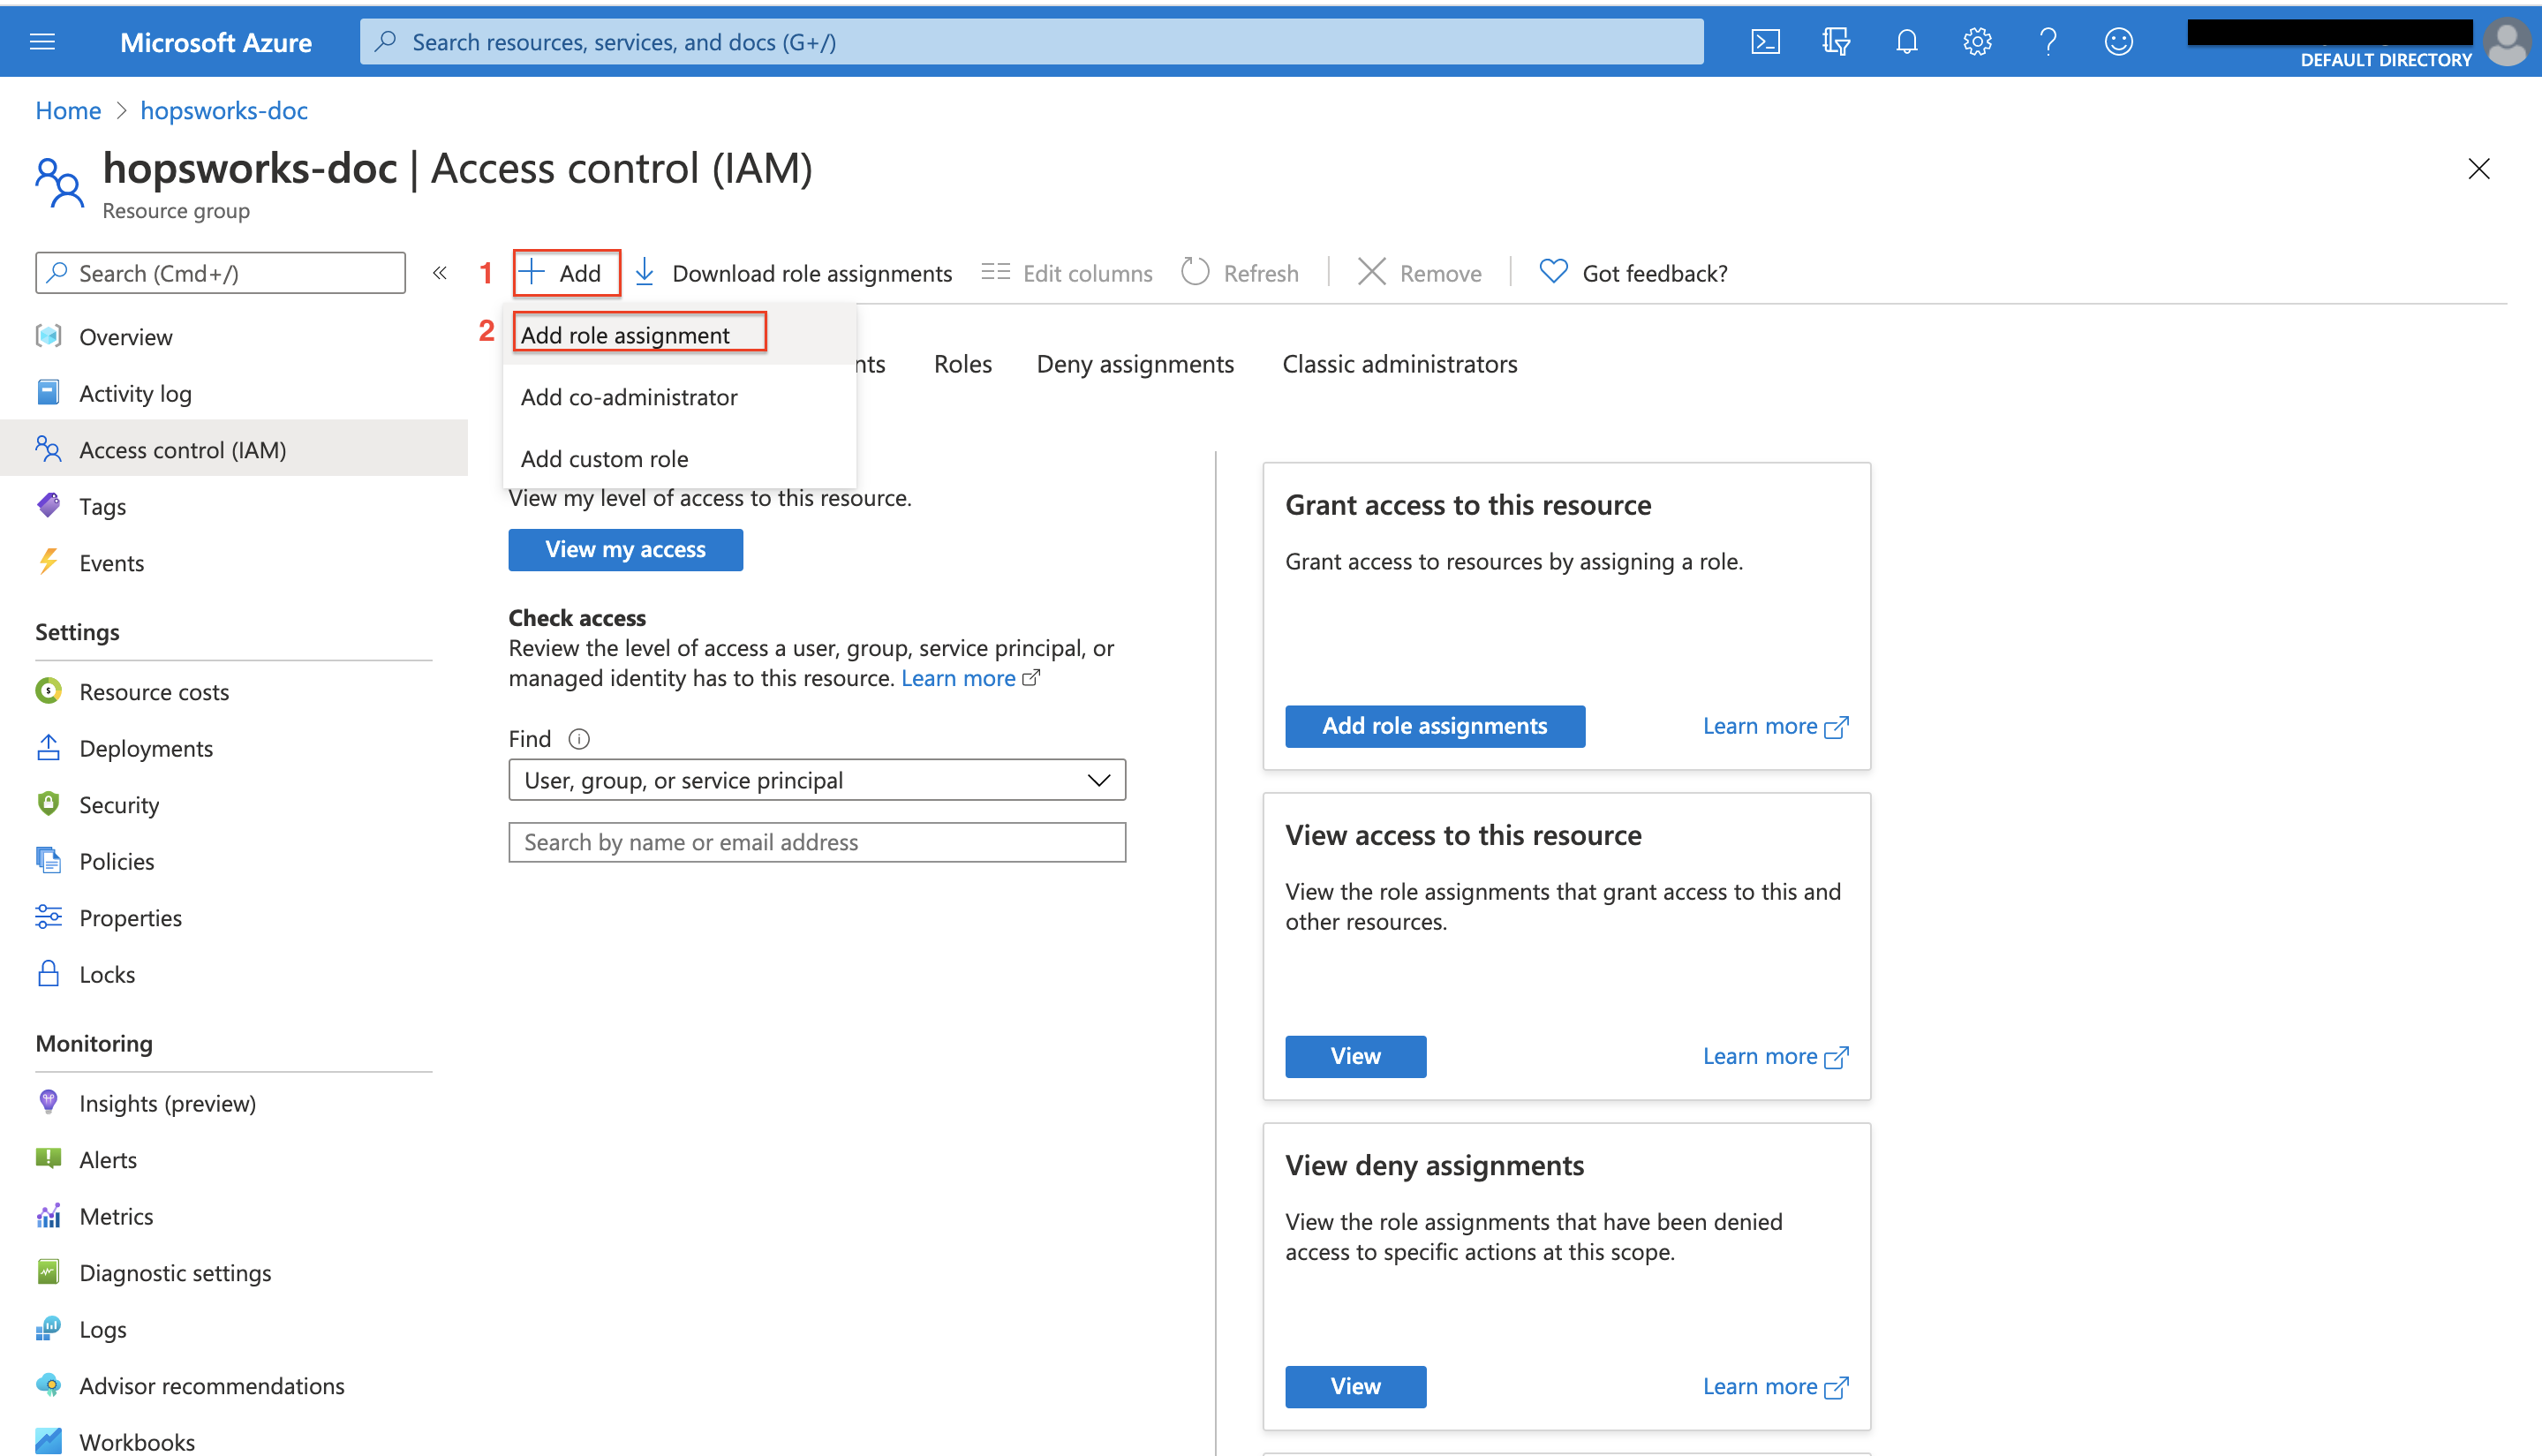 Microsoft Azure
Search resources, services, and docs (G+/)
DEFAULT DIRECTORY
Home > hopsworks-doc
hopsworks-doc | Access control (IAM)
Resource group
Search (Cmd+/)
«
1
Add
Download role assignments
Edit columns
Refresh
Remove
Got feedback?
2
Add role assignment
Add co-administrator
Add custom role
nts
Roles
Deny assignments
Classic administrators
Overview
Activity log
Access control (IAM)
Tags
Events
Settings
Resource costs
Deployments
Security
Policies
Properties
Locks
Monitoring
Insights (preview)
Alerts
Metrics
Diagnostic settings
Logs
Advisor recommendations
Workbooks
View my level of access to this resource.
View my access
Check access
Review the level of access a user, group, service principal, or
managed identity has to this resource. Learn more
Find
User, group, or service principal
Search by name or email address
Grant access to this resource
Grant access to resources by assigning a role.
Add role assignments
Learn more
View access to this resource
View the role assignments that grant access to this and
other resources.
View
Learn more
View deny assignments
View the role assignments that have been denied
access to specific actions at this scope.
View
Learn more